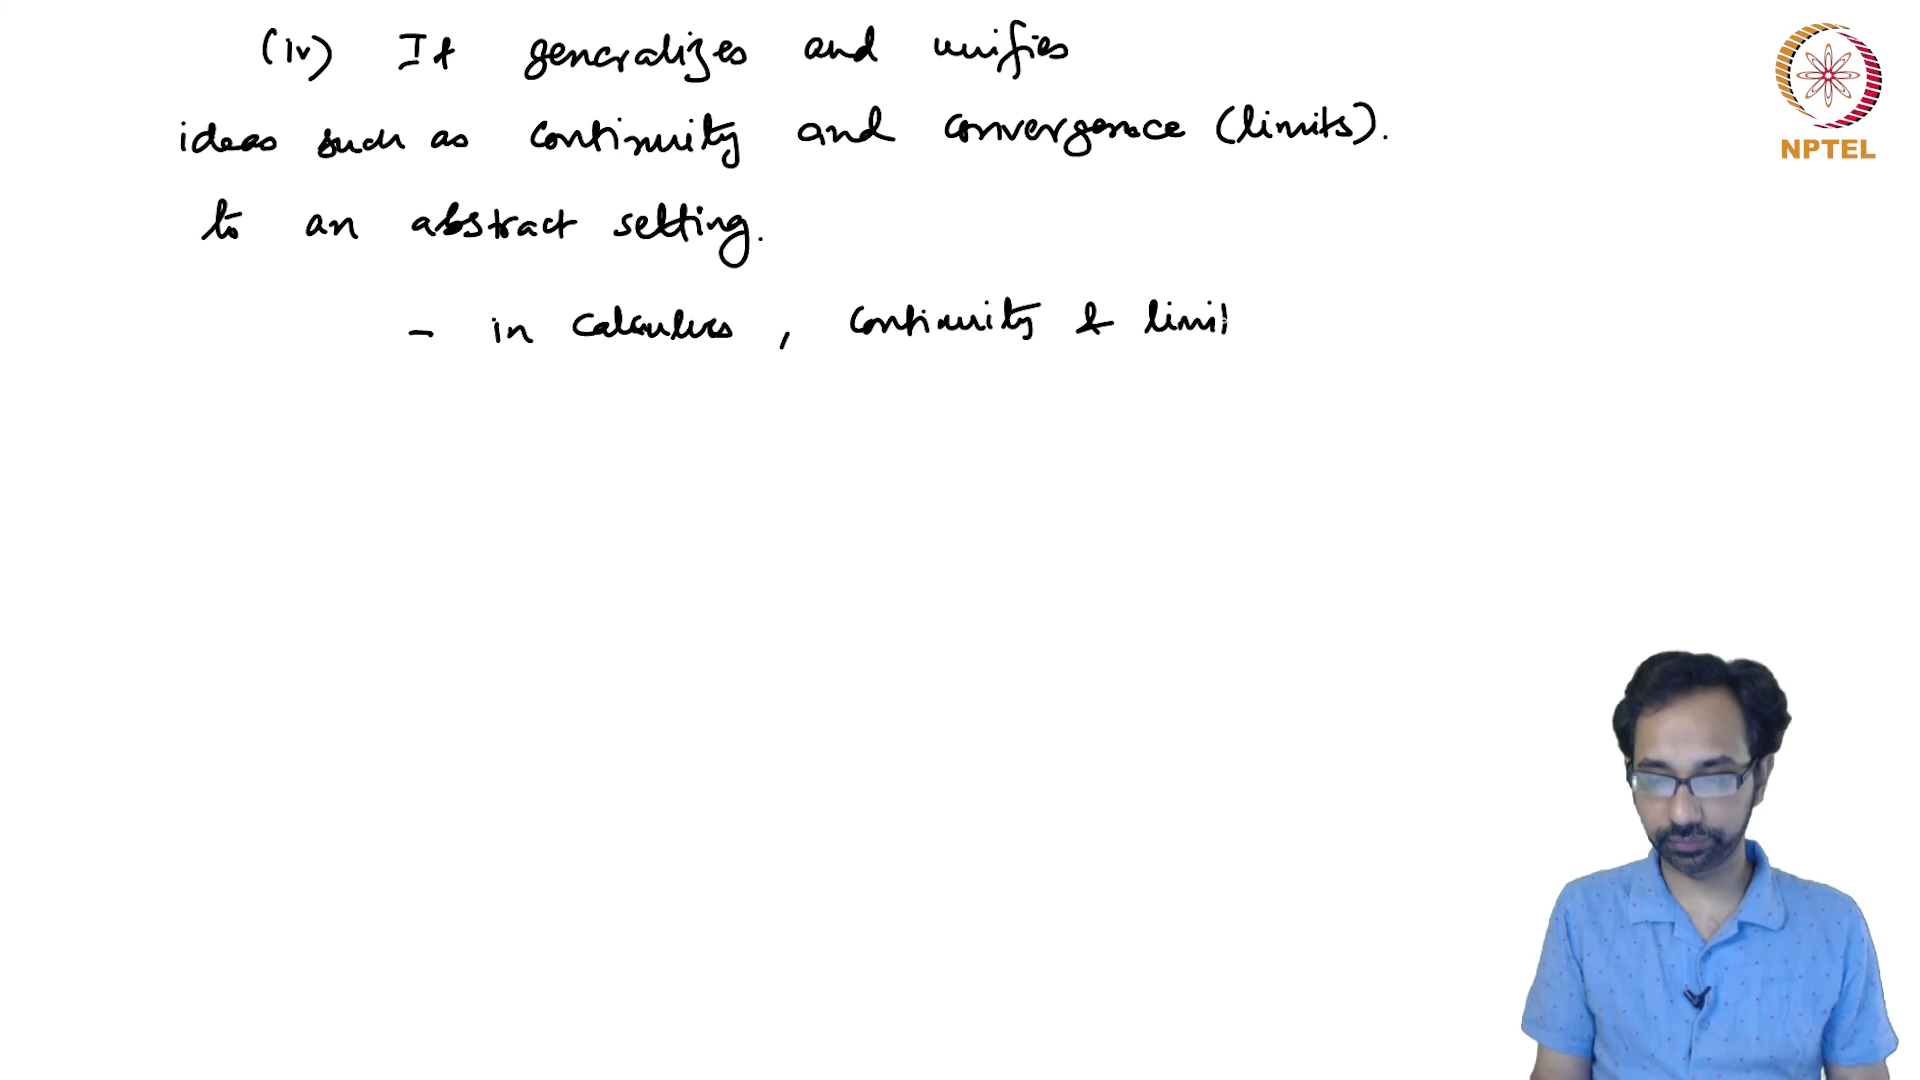 (iv) It generalizes and unifies
ideas such as continuity and convergence (limits).
to an abstract setting.
- in calculus, continuity & limit
NPTEL